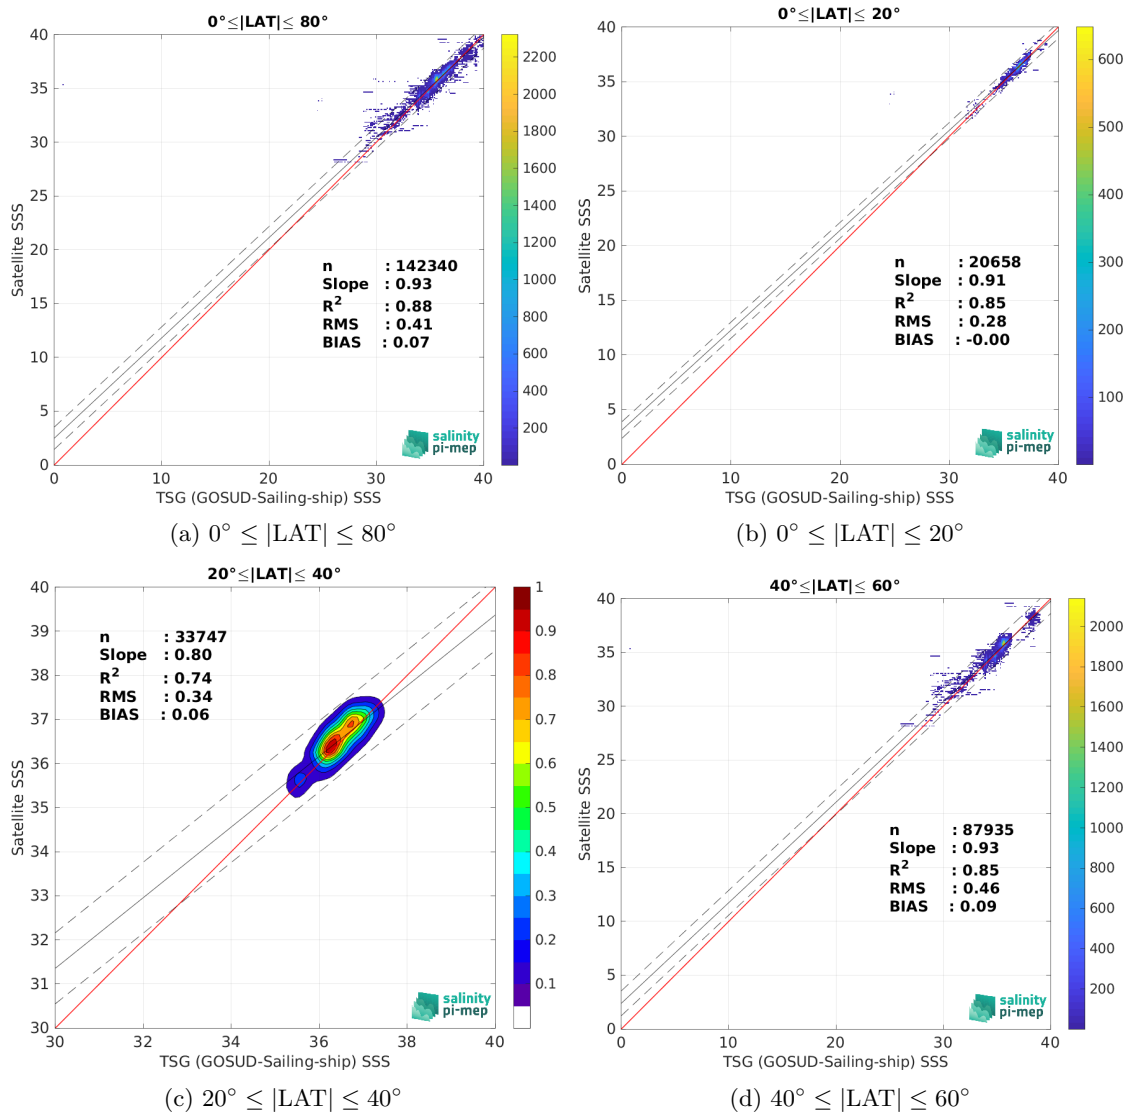 0°≤|LAT|≤ 80°
40
35
30
25
20
15
10
5
0
Satellite SSS
n : 142340
Slope : 0.93
R² : 0.88
RMS : 0.41
BIAS : 0.07
salinity
pi-mep
0 10 20 30 40
TSG (GOSUD-Sailing-ship) SSS
2200
2000
1800
1600
1400
1200
1000
800
600
400
200
(a) 0° ≤ |LAT| ≤ 80°
0°≤|LAT|≤ 20°
40
35
30
25
20
15
10
5
0
Satellite SSS
n : 20658
Slope : 0.91
R² : 0.85
RMS : 0.28
BIAS : -0.00
salinity
pi-mep
0 10 20 30 40
TSG (GOSUD-Sailing-ship) SSS
600
500
400
300
200
100
(b) 0° ≤ |LAT| ≤ 20°
20°≤|LAT|≤ 40°
40
39
38
37
36
35
34
33
32
31
30
Satellite SSS
n : 33747
Slope : 0.80
R² : 0.74
RMS : 0.34
BIAS : 0.06
salinity
pi-mep
30 32 34 36 38 40
TSG (GOSUD-Sailing-ship) SSS
1
0.9
0.8
0.7
0.6
0.5
0.4
0.3
0.2
0.1
(c) 20° ≤ |LAT| ≤ 40°
40°≤|LAT|≤ 60°
40
35
30
25
20
15
10
5
0
Satellite SSS
n : 87935
Slope : 0.93
R² : 0.85
RMS : 0.46
BIAS : 0.09
salinity
pi-mep
0 10 20 30 40
TSG (GOSUD-Sailing-ship) SSS
2000
1800
1600
1400
1200
1000
800
600
400
200
(d) 40° ≤ |LAT| ≤ 60°